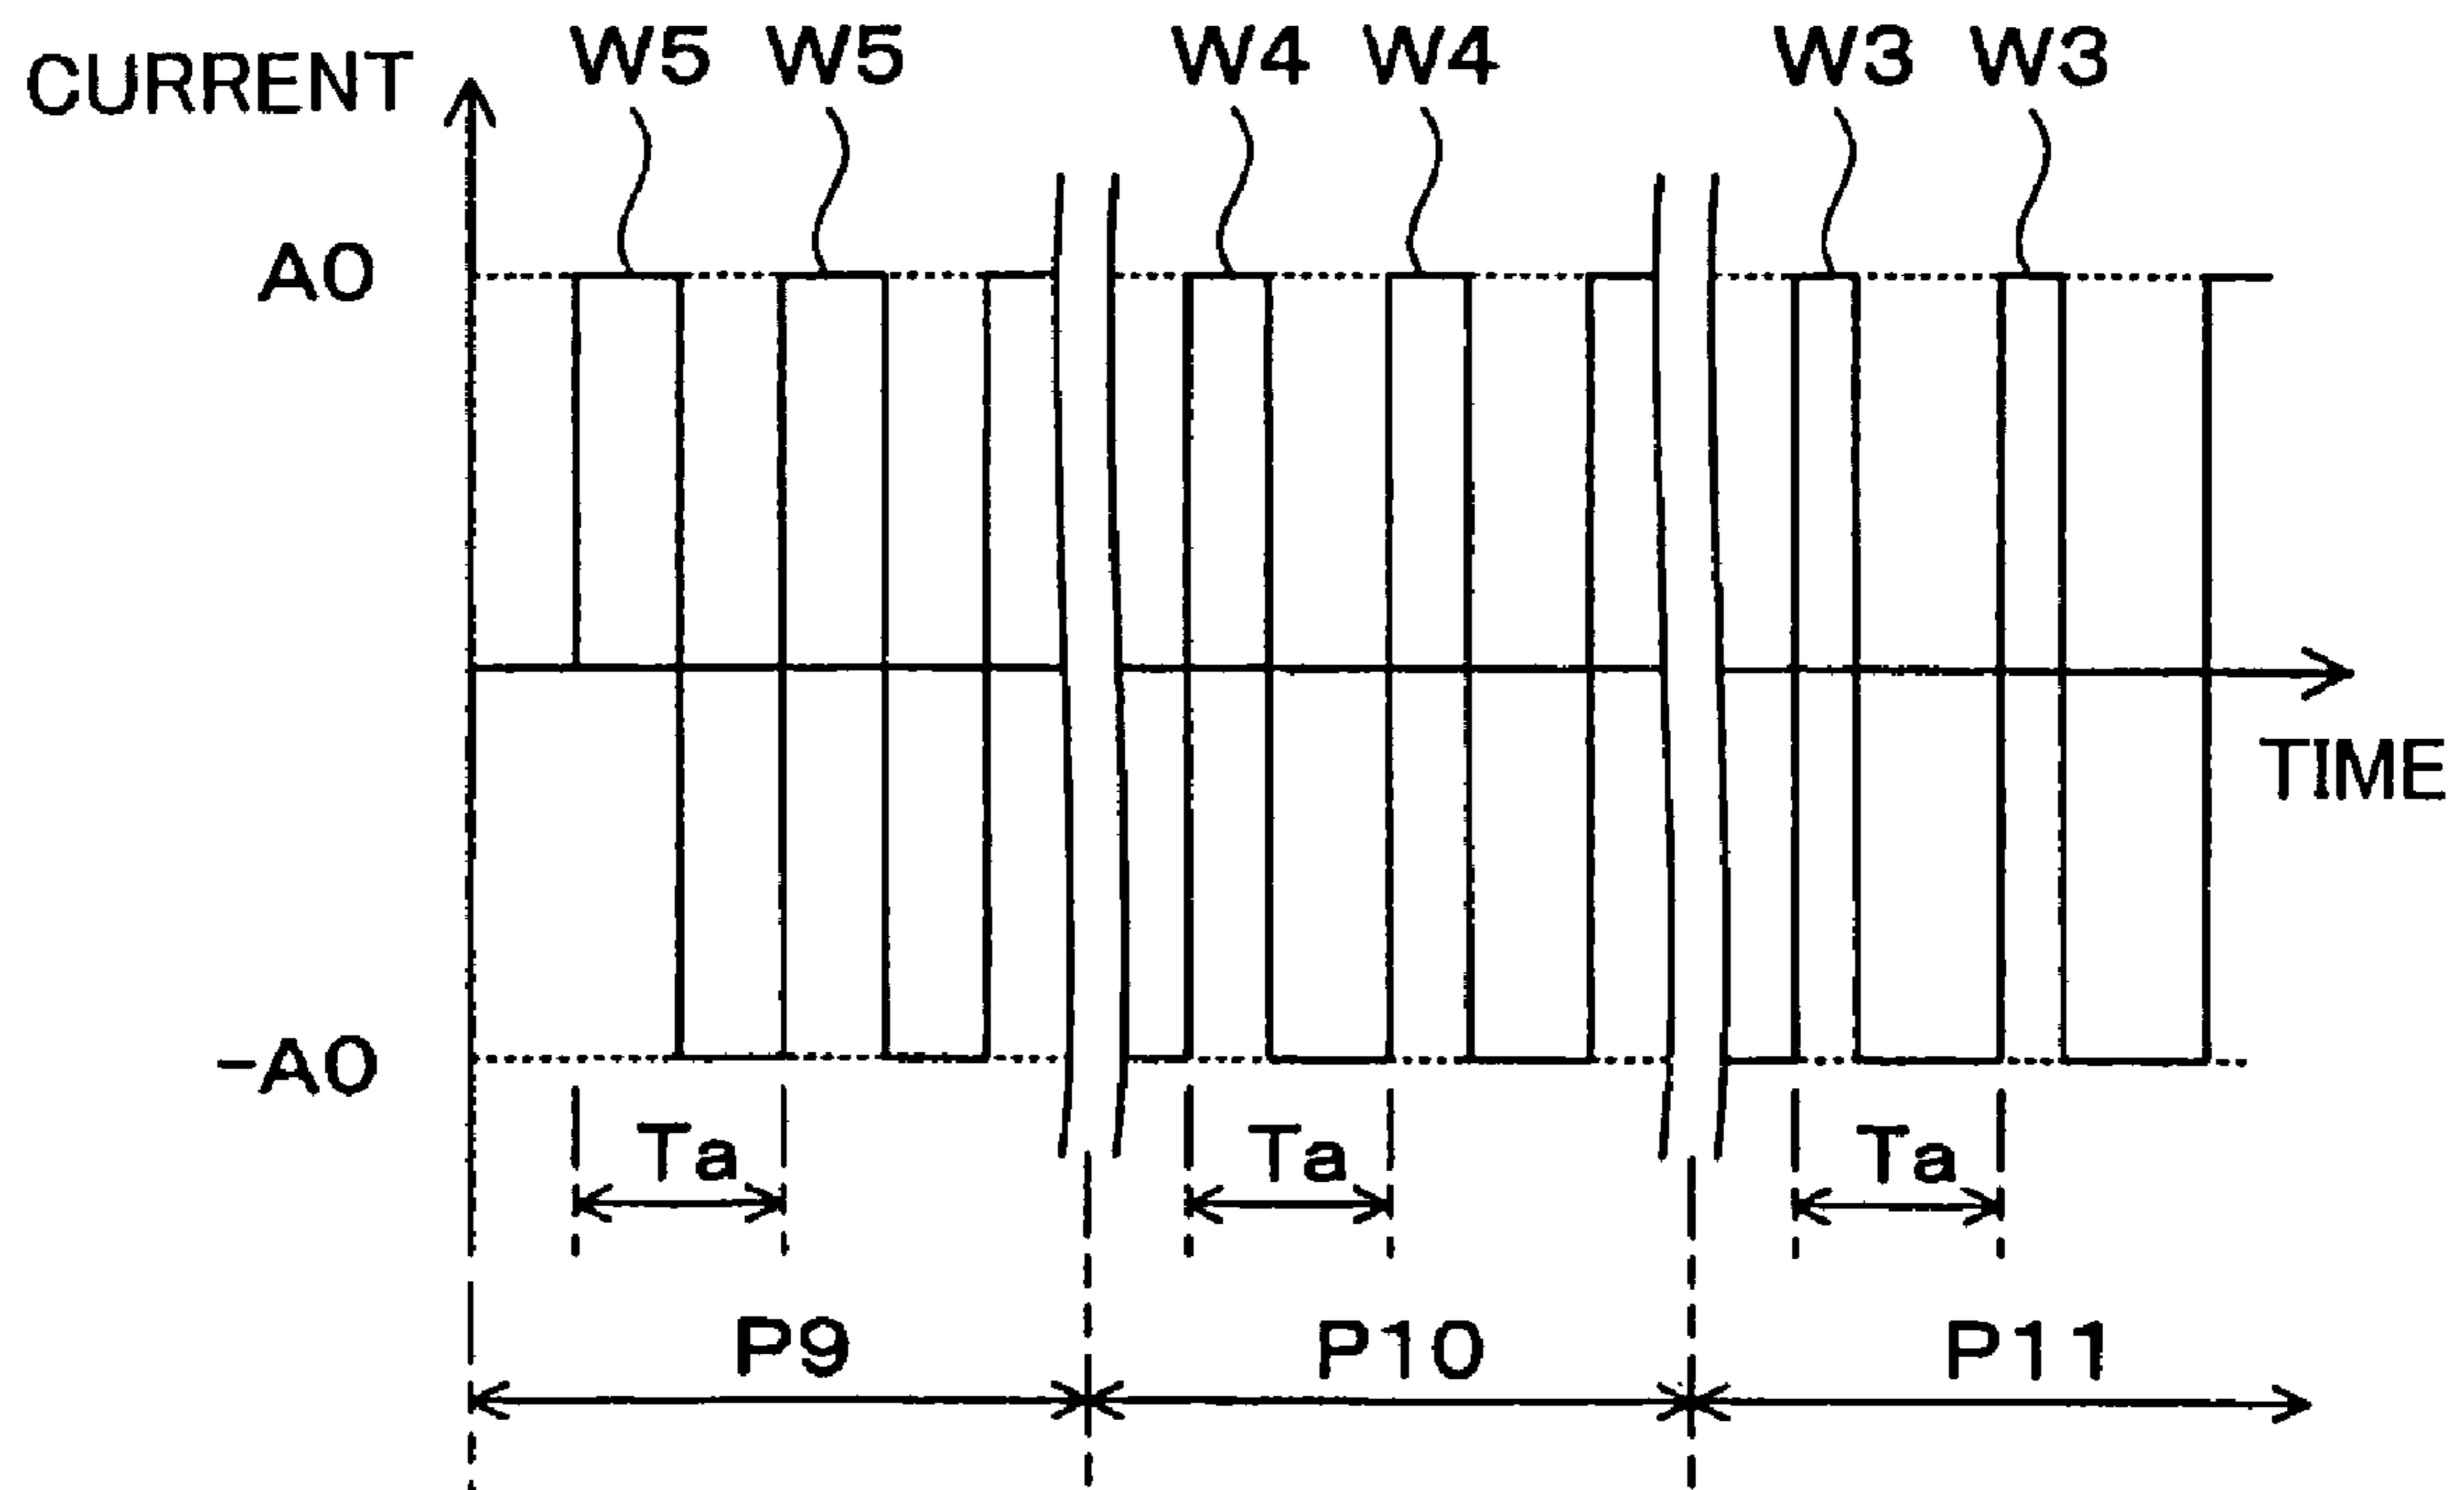 W5 W5 W4 W4 W3 W3
CURRENT
A0
TIME
-A0
Ta Ta Ta
P9 P10 P11